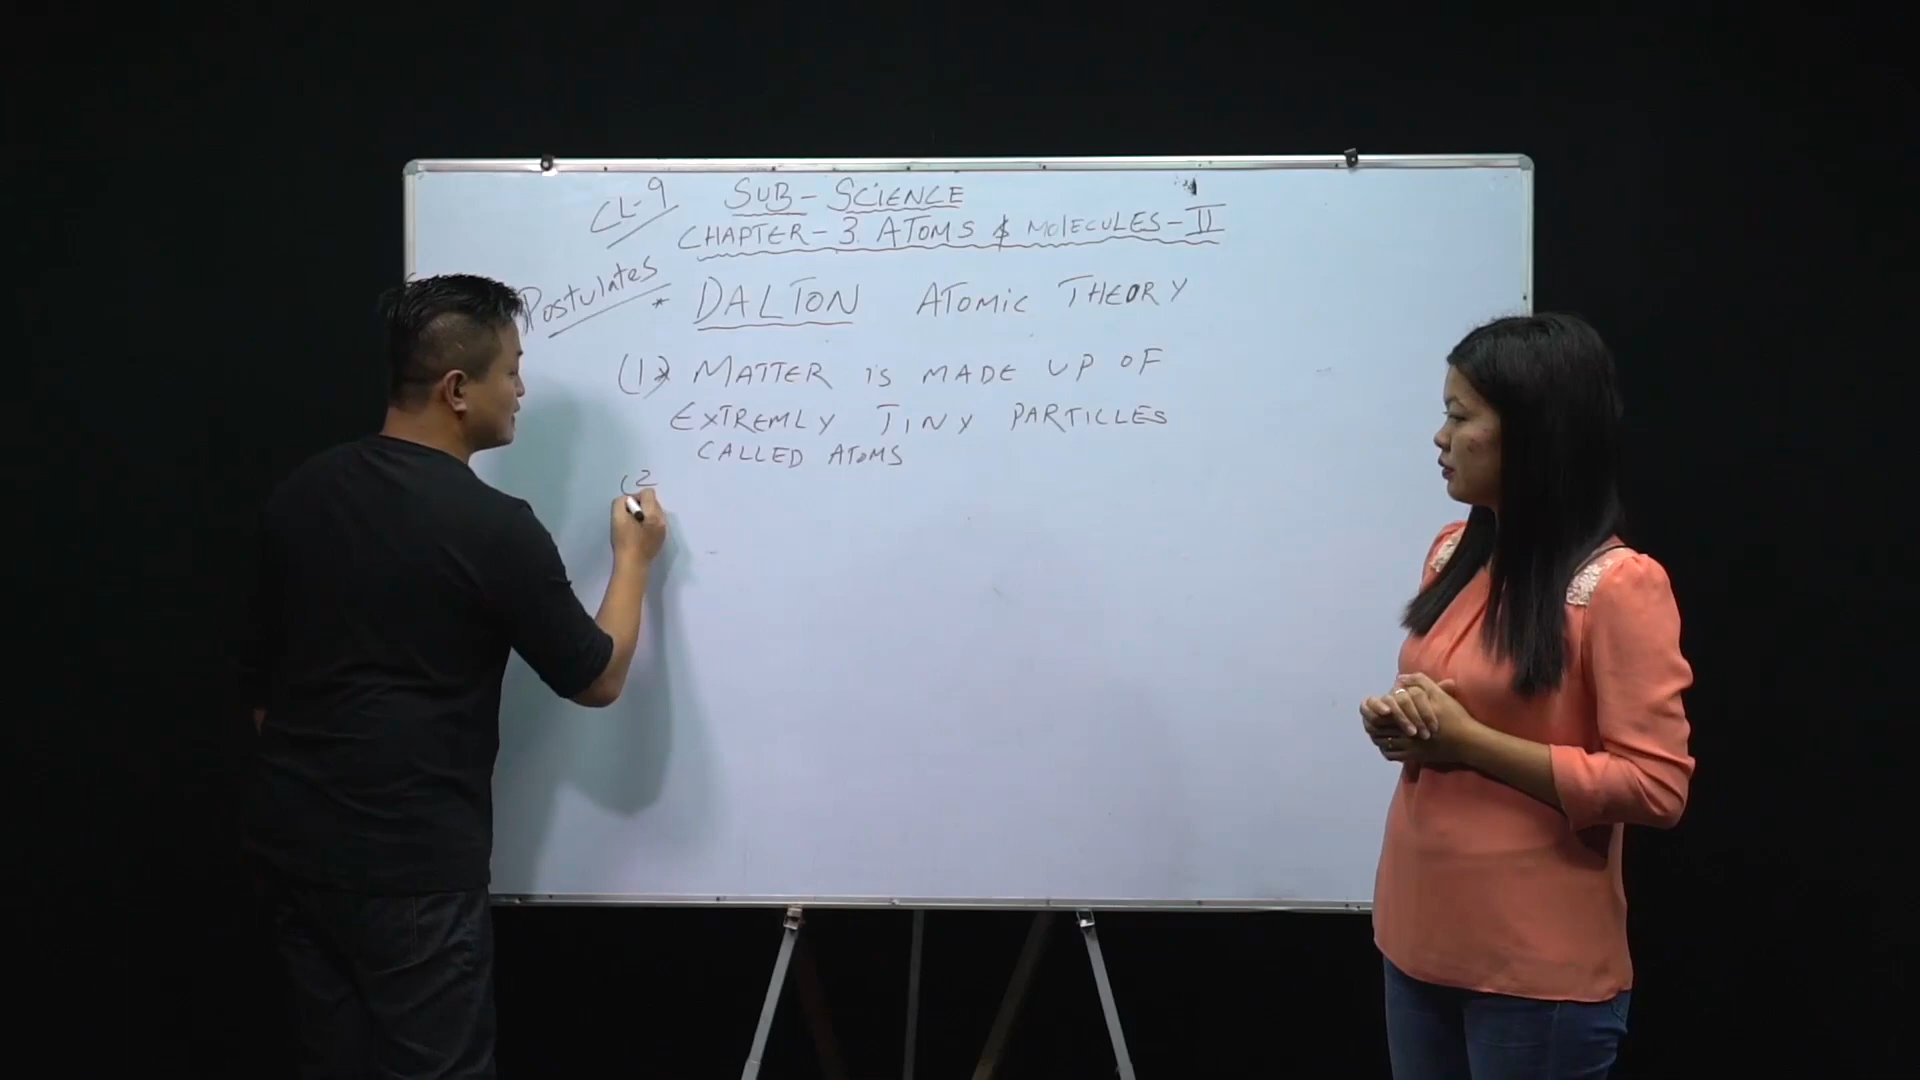 CL-9 SUB-SCIENCE
CHAPTER-3. ATOMS & MOLECULES-II
Postulates
* DALTON ATOMIC THEORY
(1) MATTER IS MADE UP OF
EXTREMLY TINY PARTICLES
CALLED ATOMS
(2